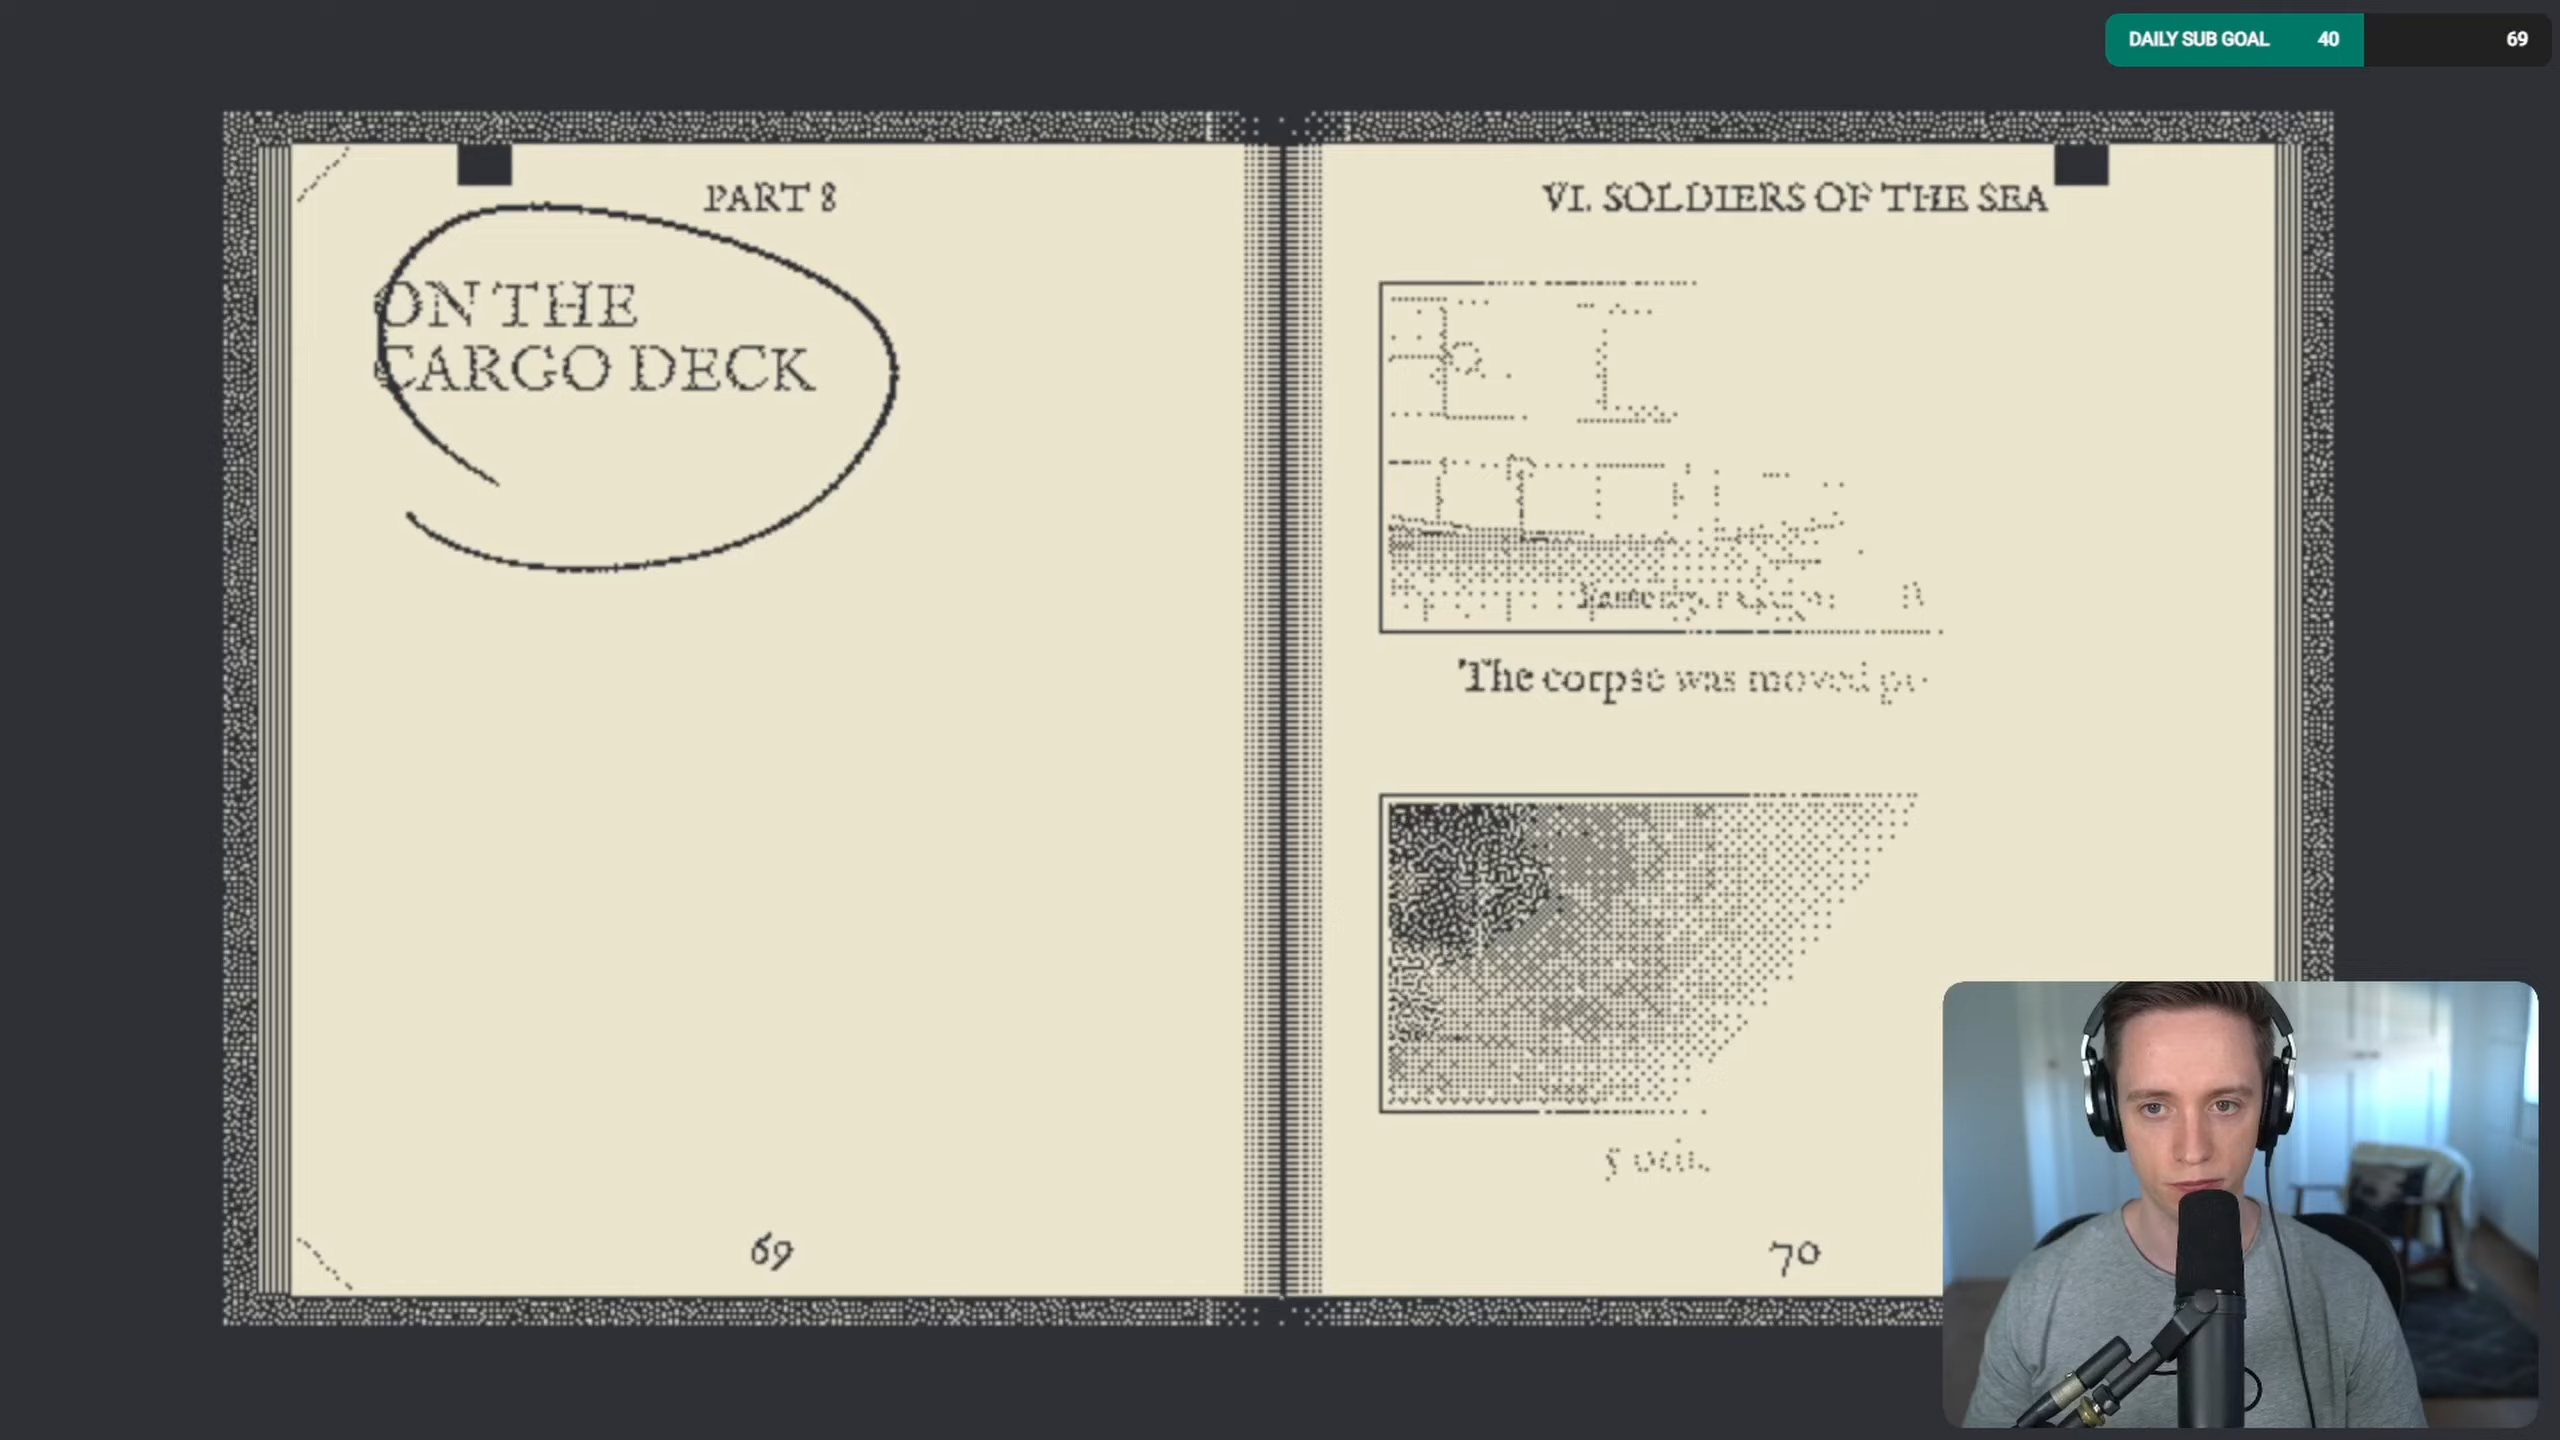 DAILY SUB GOAL 40 69
PART 8
ON THE
CARGO DECK
69
VI. SOLDIERS OF THE SEA
The corpse was moved
70